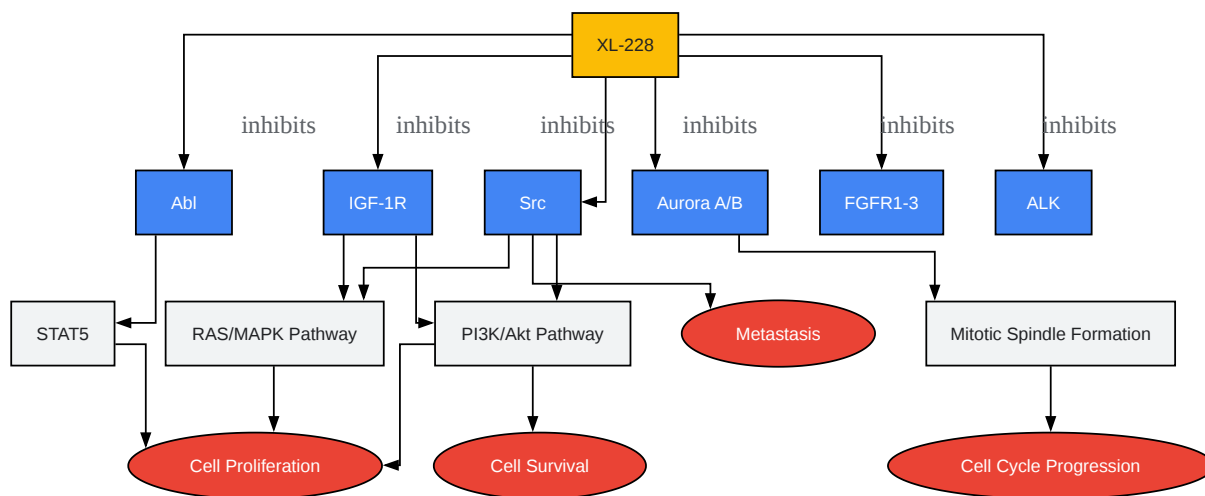 XL-228
inhibits inhibits inhibits inhibits inhibits inhibits
Abl IGF-1R Src Aurora A/B FGFR1-3 ALK
STAT5 RAS/MAPK Pathway PI3K/Akt Pathway Metastasis Mitotic Spindle Formation
Cell Proliferation Cell Survival Cell Cycle Progression